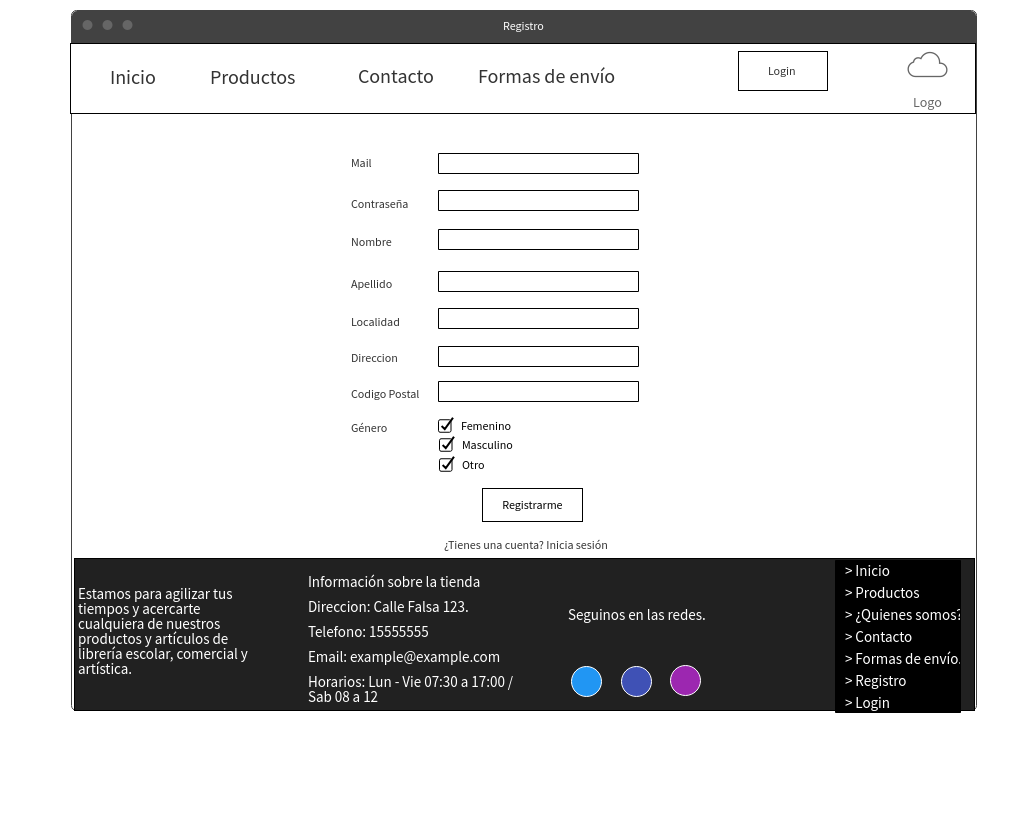 Registro
Inicio
Productos
Contacto
Formas de envío
Login
Logo
Mail
Contraseña
Nombre
Apellido
Localidad
Direccion
Codigo Postal
Género
Femenino
Masculino
Otro
Registrarme
¿Tienes una cuenta? Inicia sesión
Estamos para agilizar tus
tiempos y acercarte
cualquiera de nuestros
productos y artículos de
librería escolar, comercial y
artística.
Información sobre la tienda
Direccion: Calle Falsa 123.
Telefono: 15555555
Email: example@example.com
Horarios: Lun - Vie 07:30 a 17:00 /
Sab 08 a 12
Seguinos en las redes.
> Inicio
> Productos
> ¿Quienes somos?
> Contacto
> Formas de envío.
> Registro
> Login